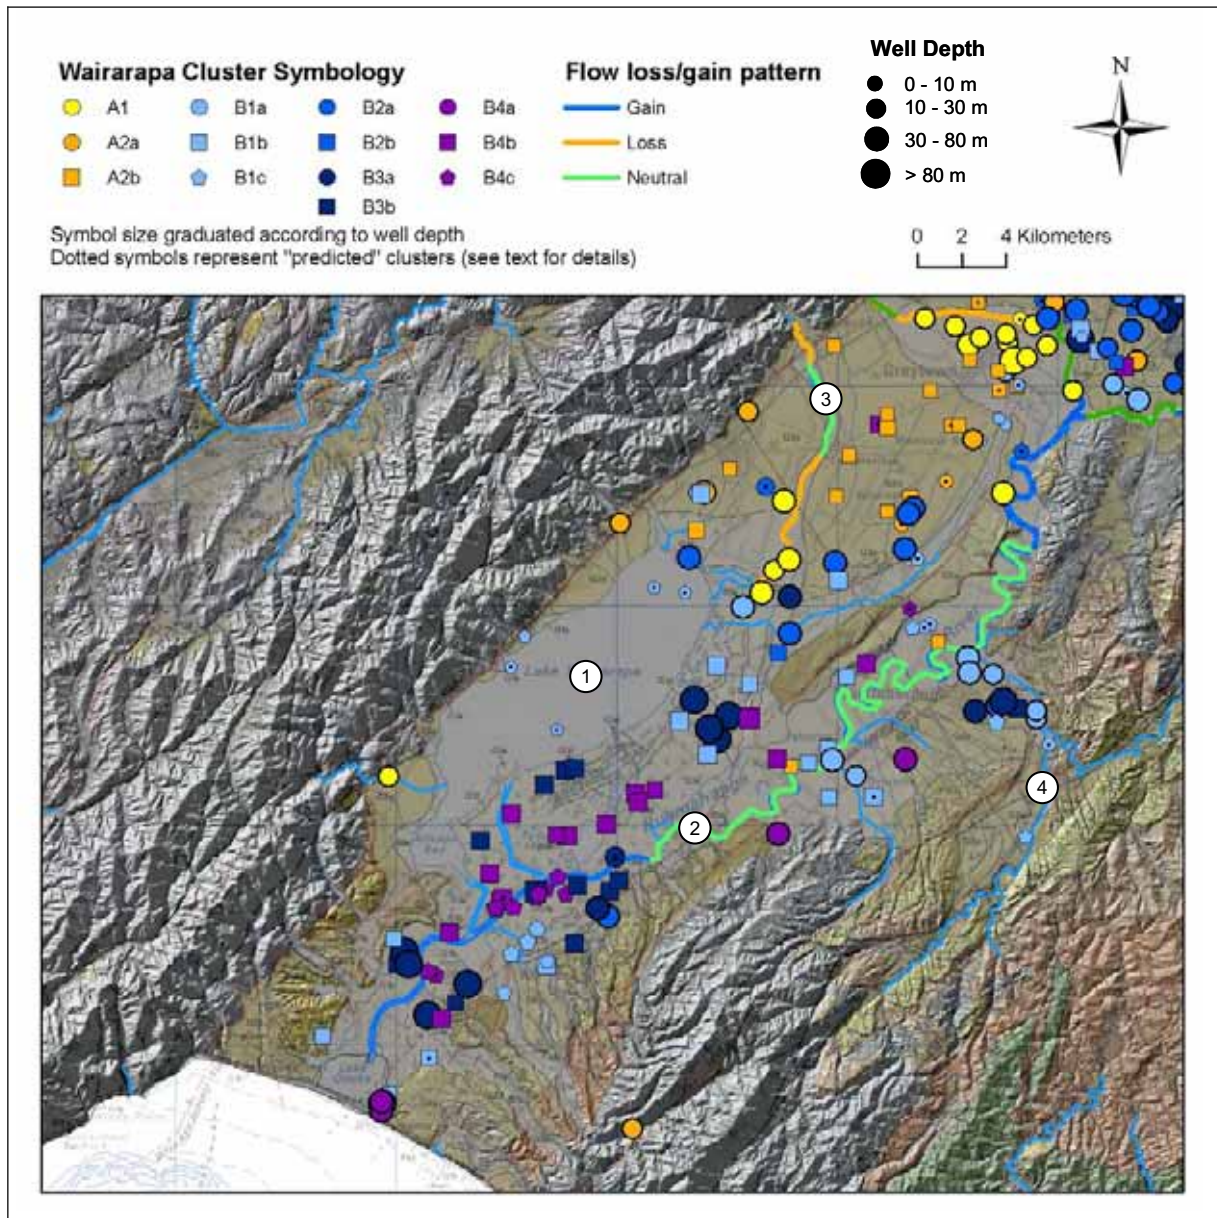 Wairarapa Cluster Symbology
Flow loss/gain pattern
Well Depth
N
A1
B1a
B2a
B4a
Gain
0 - 10 m
A2a
B1b
B2b
B4b
Loss
10 - 30 m
A2b
B1c
B3a
B4c
Neutral
30 - 80 m
B3b
> 80 m
Symbol size graduated according to well depth
Dotted symbols represent "predicted" clusters (see text for details)
0 2 4 Kilometers
3
1
Lake
4
2